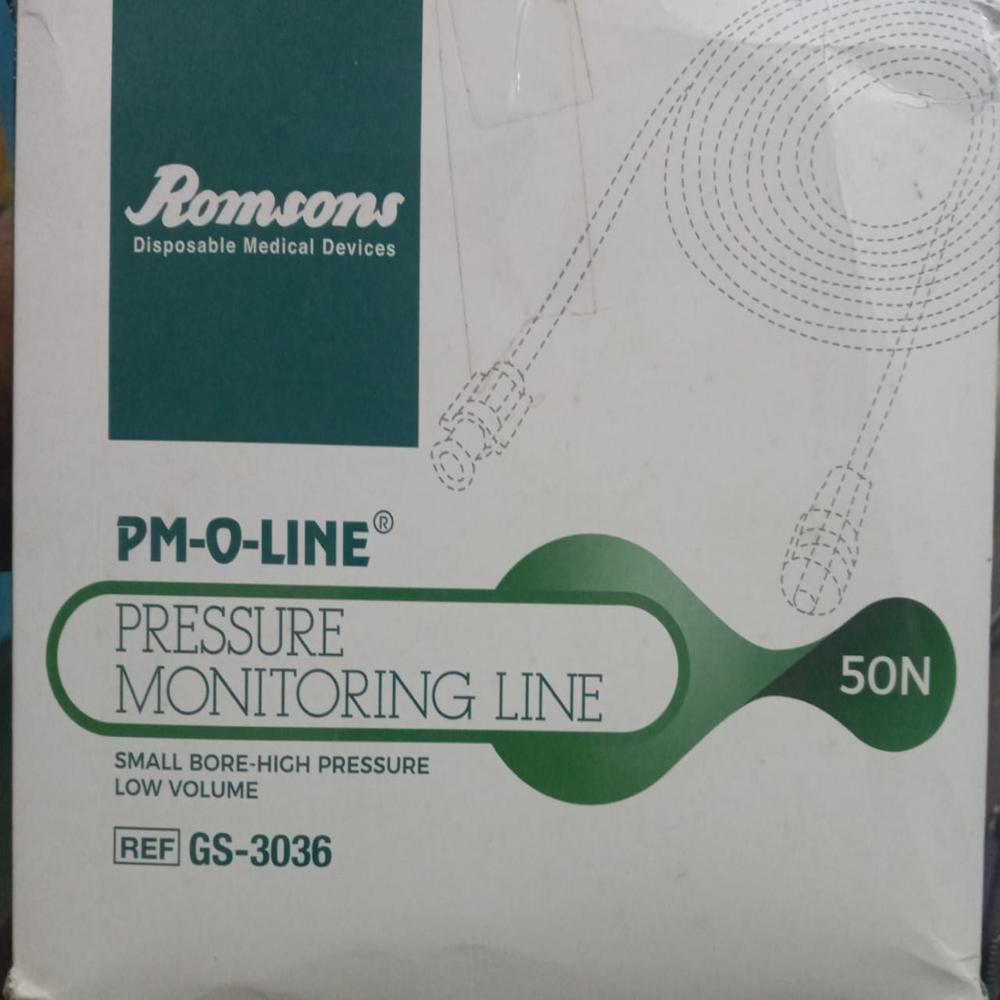 Romsons
Disposable Medical Devices
PM-O-LINE®
PRESSURE
MONITORING LINE
50N
SMALL BORE-HIGH PRESSURE
LOW VOLUME
REF GS-3036